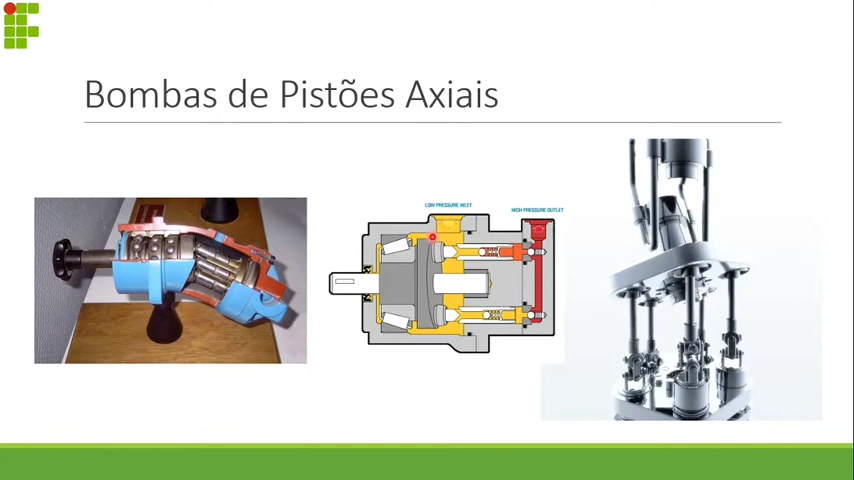 Bombas de Pistões Axiais
LOW PRESSURE INLET
HIGH PRESSURE OUTLET